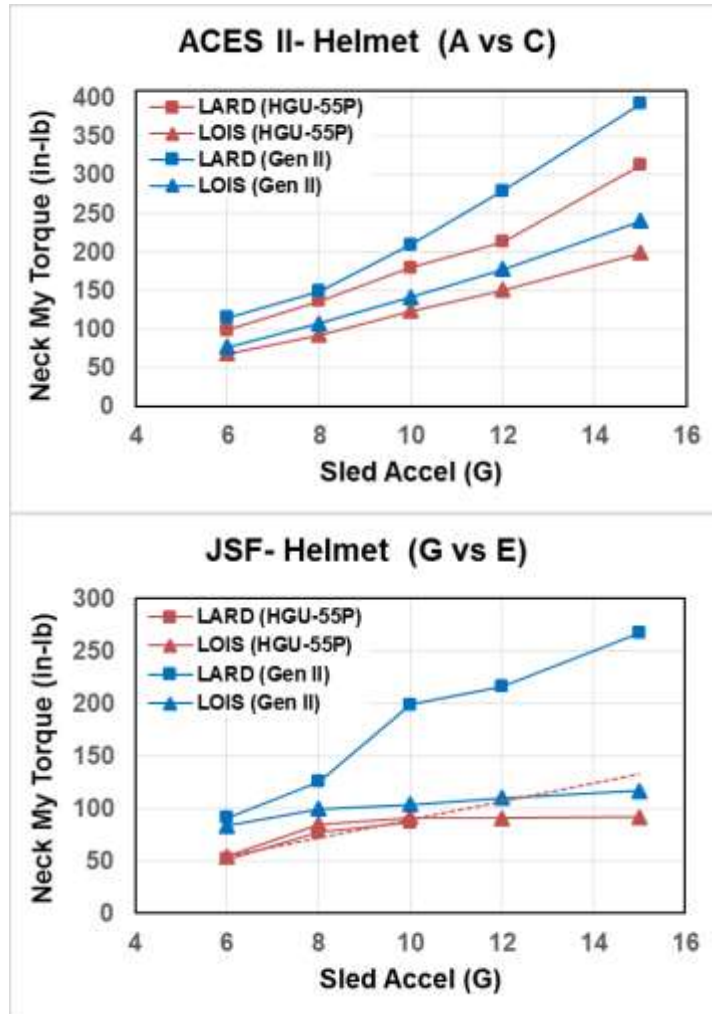 ACES II- Helmet (A vs C)
Neck My Torque (in-lb)
400
350
300
250
200
150
100
50
0
LARD (HGU-55P)
LOIS (HGU-55P)
LARD (Gen II)
LOIS (Gen II)
4 6 8 10 12 14 16
Sled Accel (G)
JSF- Helmet (G vs E)
Neck My Torque (in-lb)
300
250
200
150
100
50
0
LARD (HGU-55P)
LOIS (HGU-55P)
LARD (Gen II)
LOIS (Gen II)
4 6 8 10 12 14 16
Sled Accel (G)